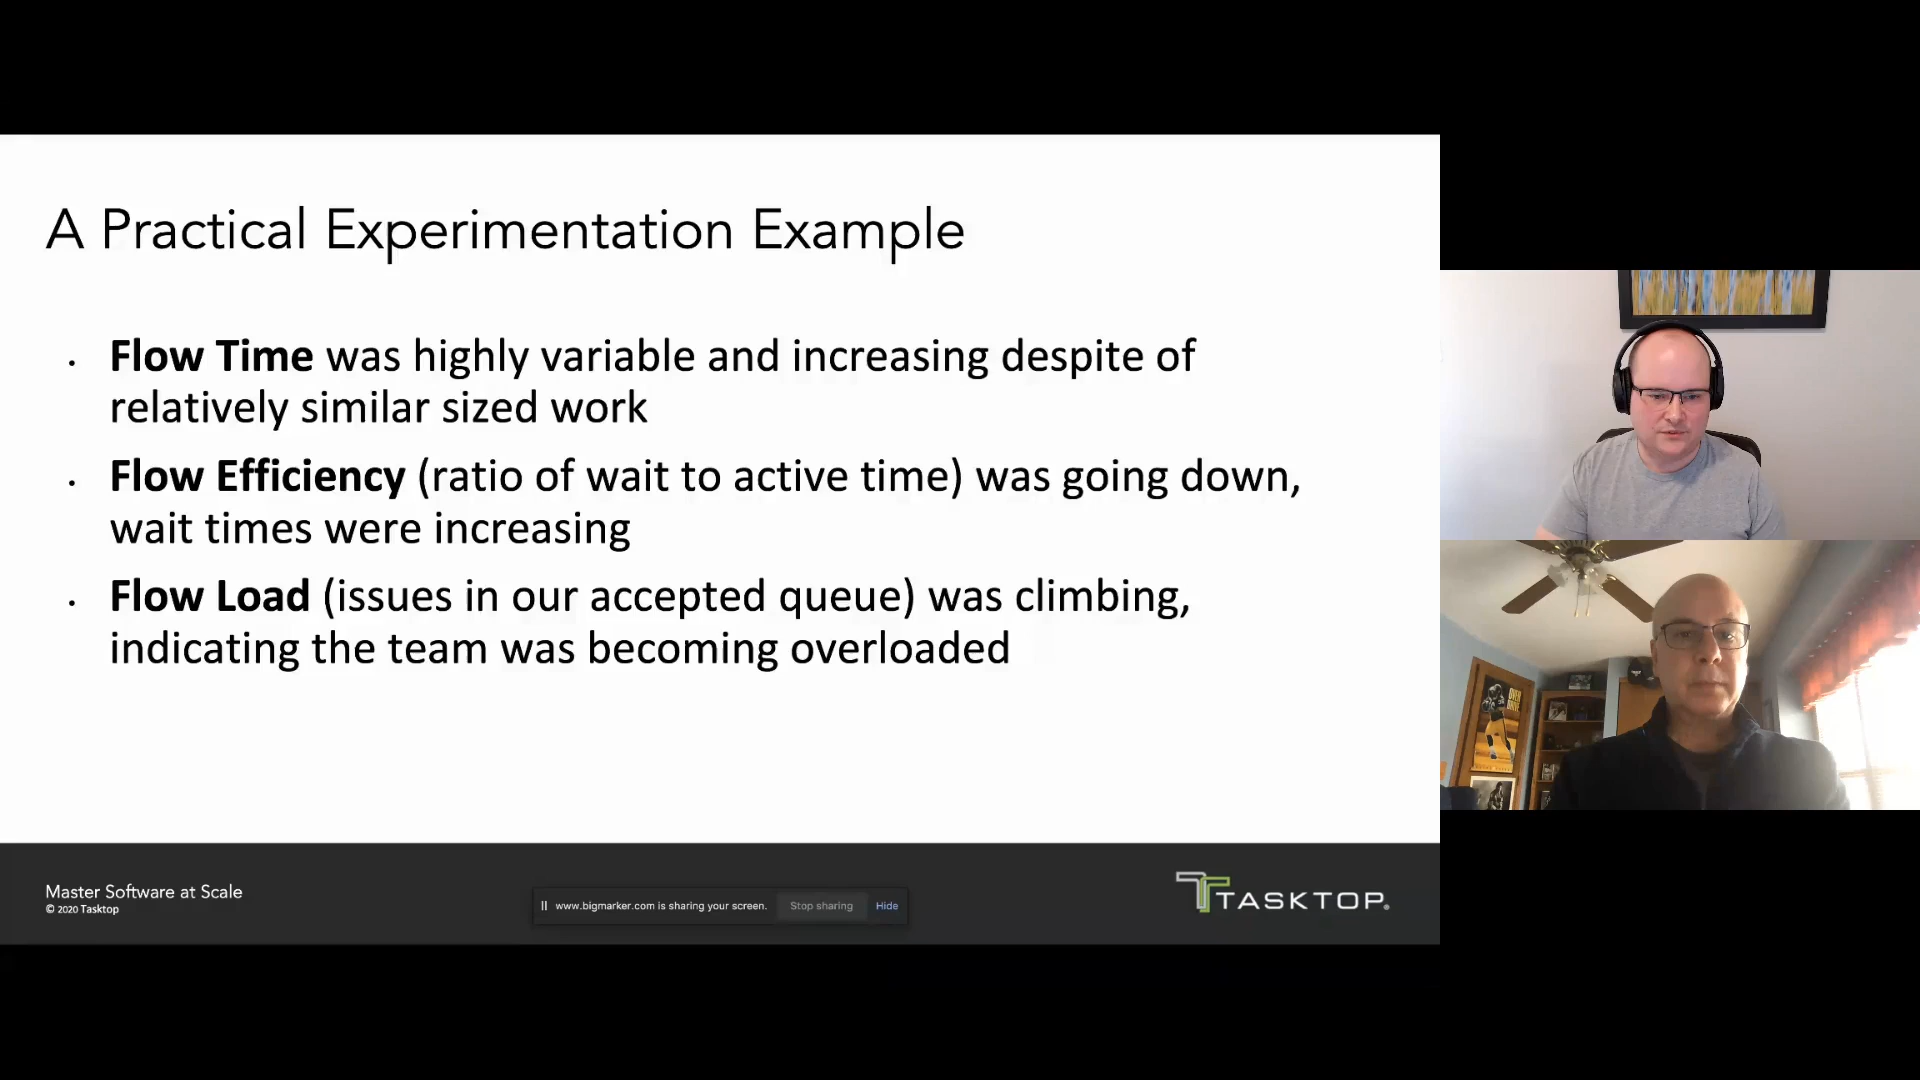 A Practical Experimentation Example
• Flow Time was highly variable and increasing despite of
relatively similar sized work
• Flow Efficiency (ratio of wait to active time) was going down,
wait times were increasing
• Flow Load (issues in our accepted queue) was climbing,
indicating the team was becoming overloaded
Master Software at Scale
© 2020 Tasktop
www.bigmarker.com is sharing your screen. Stop sharing Hide
TASKTOP®